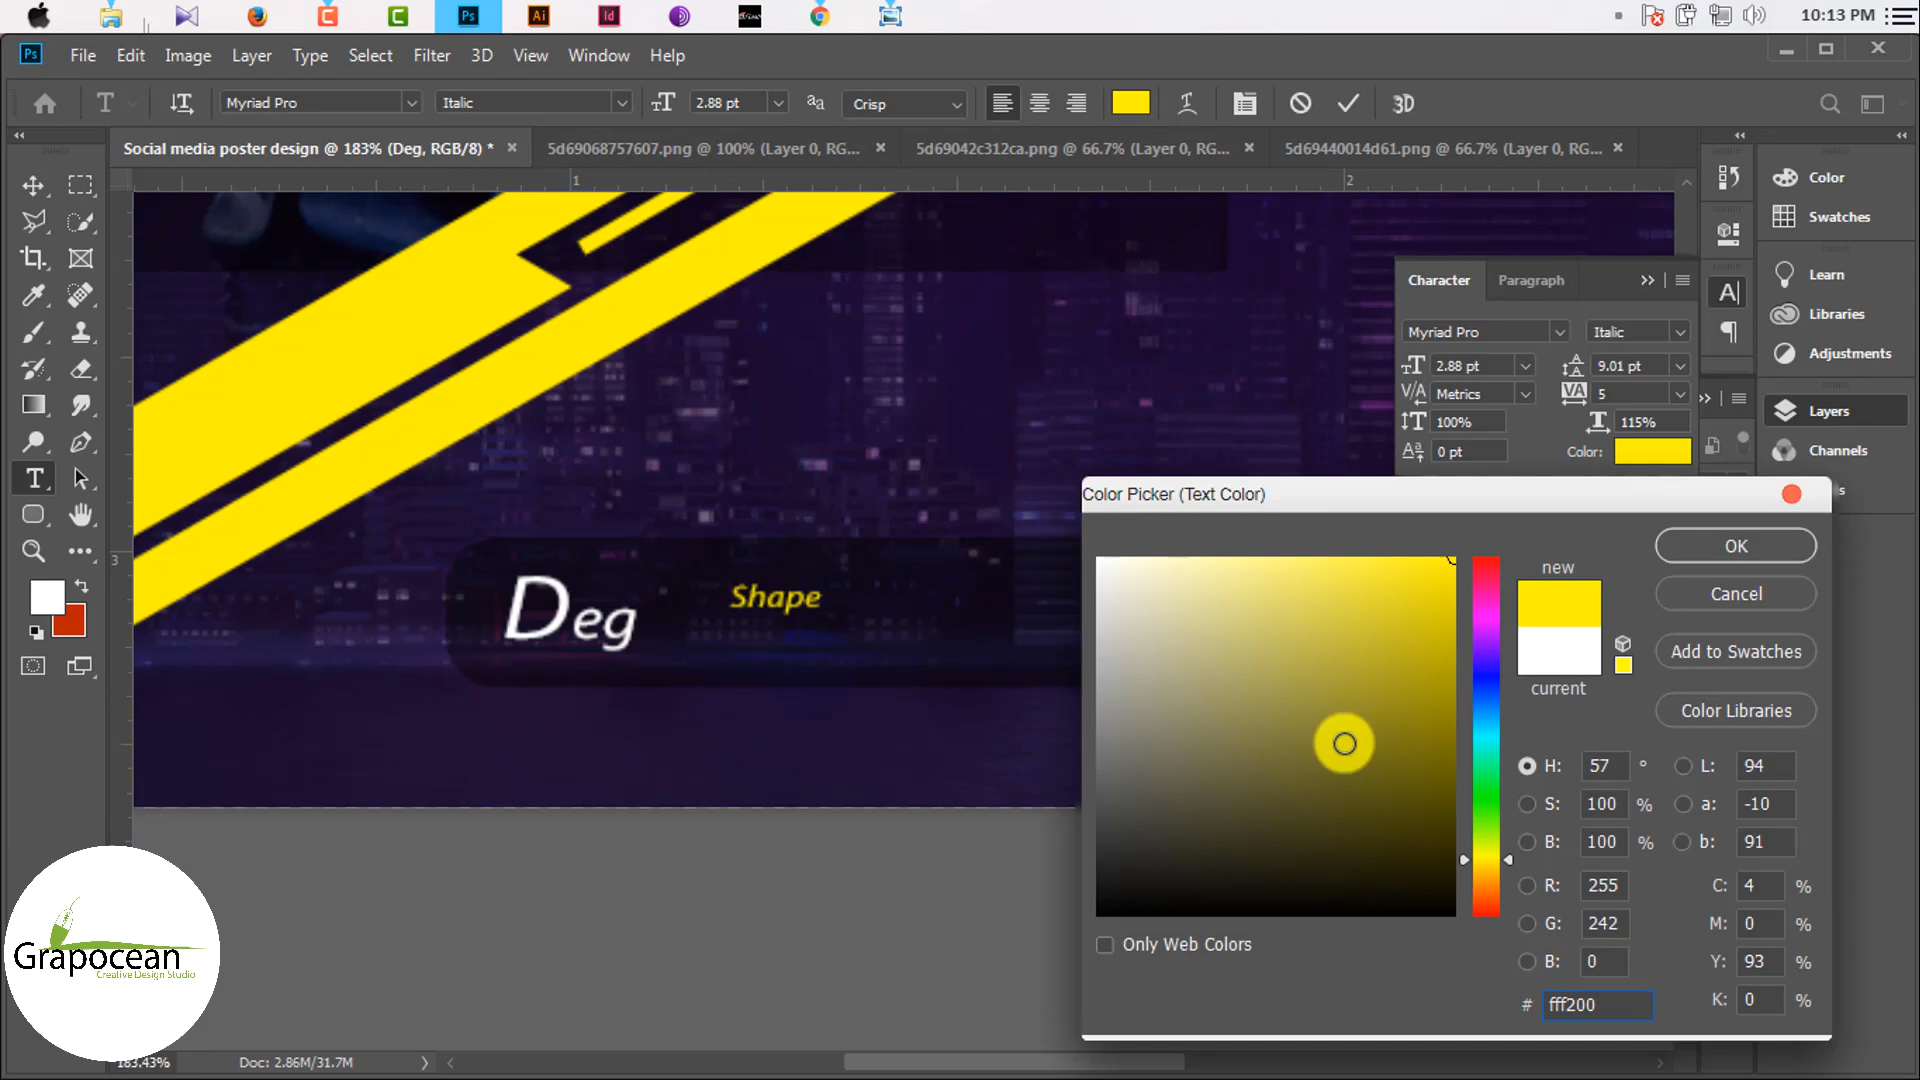 10:13 PM
Ps
File Edit Image Layer Window Type Select Filter 3D View Window Help
Myriad Pro Italic 2.88 pt Crisp 3D
Social media poster design @ 183% (Deg, RGB/8) * 5d69068757607.png @ 100% (Layer 0, RG... 5d69042c312ca.png @ 66.7% (Layer 0, RG... 5d69440014d61.png @ 66.7% (Layer 0, RG...
1 2
3
Color
Swatches
Learn
Libraries
Adjustments
Layers
Channels
Character Paragraph
Myriad Pro Italic
2.88 pt 9.01 pt
Metrics 5
100% 115%
0 pt Color:
Deg
Shape
Color Picker (Text Color)
OK
Cancel
Add to Swatches
Color Libraries
new
current
H: 57 ° L: 94
S: 100 % a: -10
B: 100 % b: 91
R: 255 C: 4 %
G: 242 M: 0 %
B: 0 Y: 93 %
# fff200 K: 0 %
Only Web Colors
Grapocean
Creative Design Studio
183.43% Doc: 2.86M/31.7M